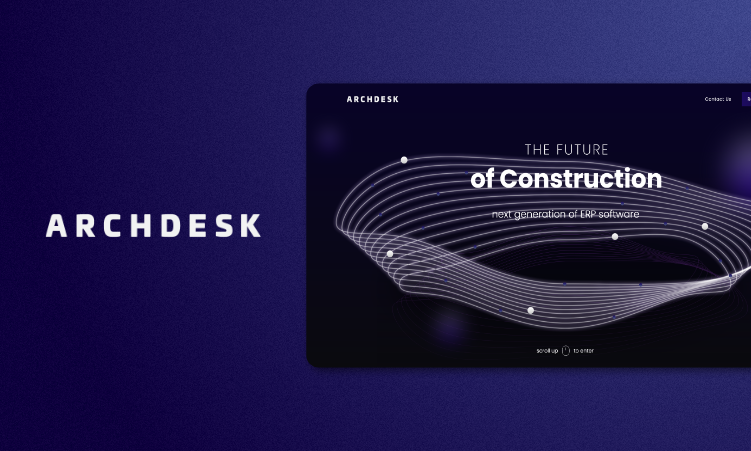 ARCHDESK
ARCHDESK
Contact Us
THE FUTURE
of Construction
next generation of ERP software
scroll up to enter